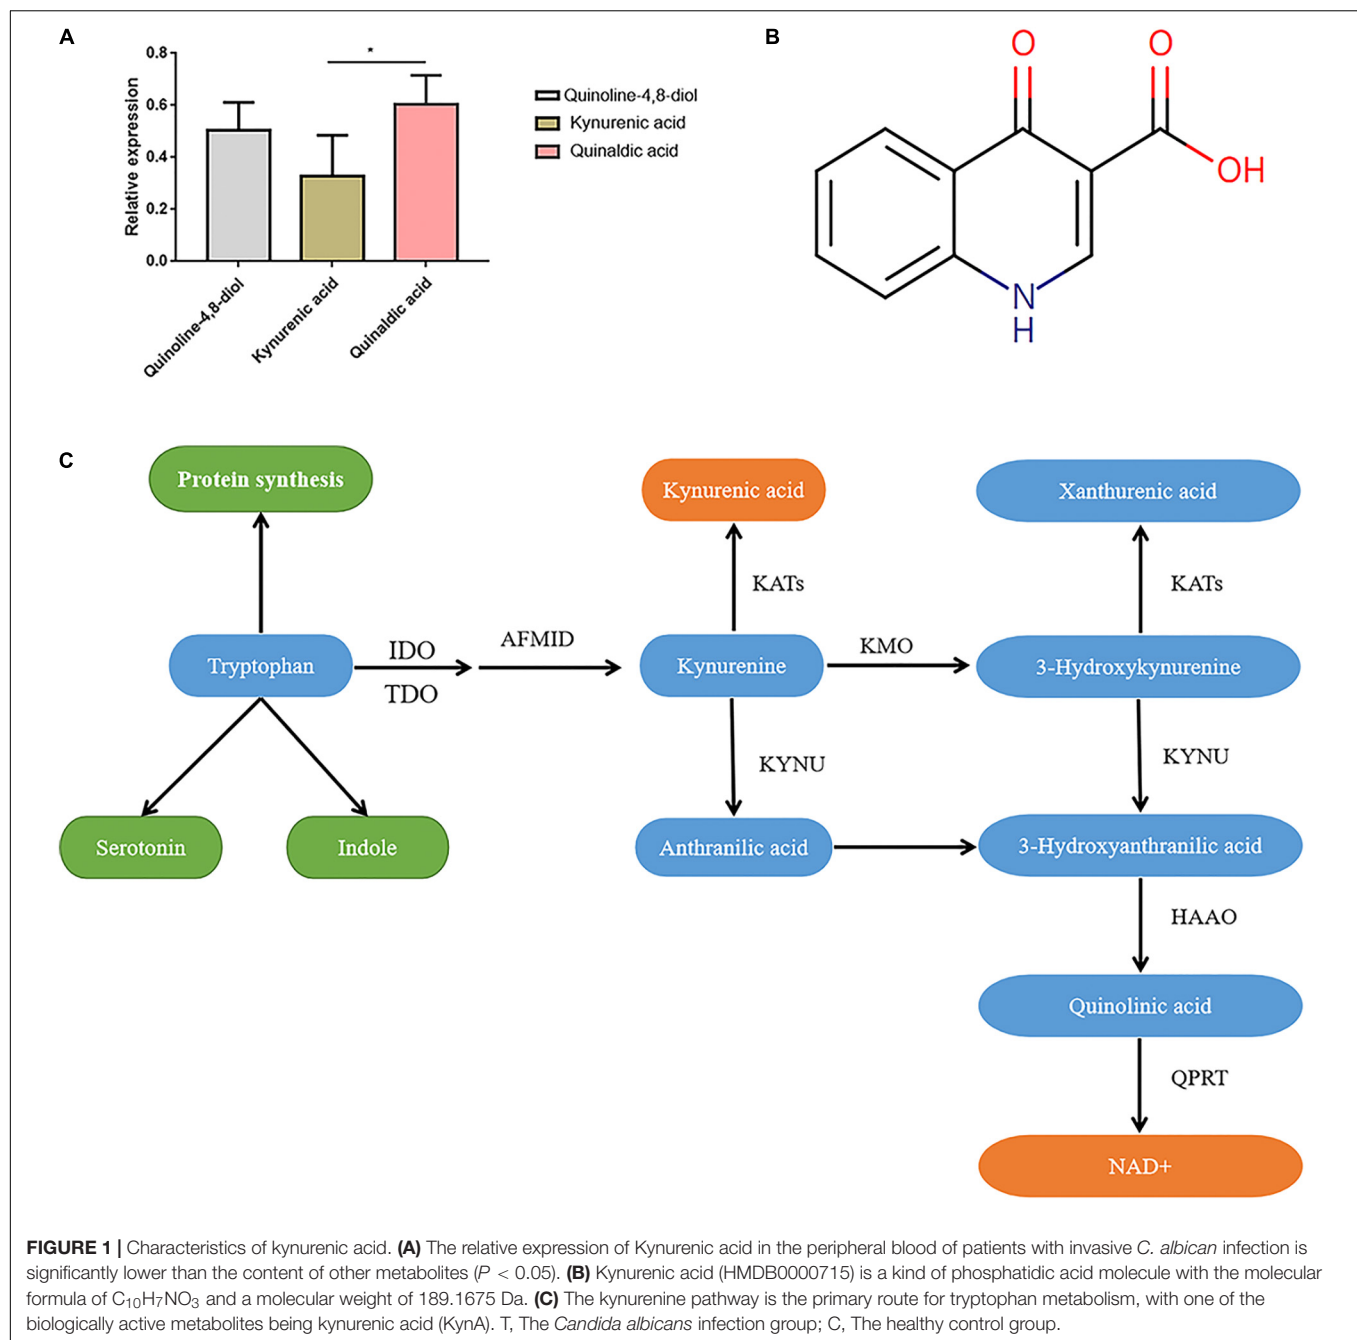 A
0.8
0.6
0.4
0.2
0.0
Relative expression
*
Quinoline-4,8-diol
Kynurenic acid
Quinaldic acid
Quinoline-4,8-diol
Kynurenic acid
Quinaldic acid
B
O
O
OH
N
H
C
Protein synthesis
Kynurenic acid
Xanthurenic acid
KATs
KATs
Tryptophan
IDO
TDO
AFMID
Kynurenine
KMO
3-Hydroxykynurenine
KYNU
KYNU
Serotonin
Indole
Anthranilic acid
3-Hydroxyanthranilic acid
HAAO
Quinolinic acid
QPRT
NAD+
FIGURE 1 | Characteristics of kynurenic acid. (A) The relative expression of Kynurenic acid in the peripheral blood of patients with invasive C. albican infection is
significantly lower than the content of other metabolites (P < 0.05). (B) Kynurenic acid (HMDB0000715) is a kind of phosphatidic acid molecule with the molecular
formula of C₁₀H₇NO₃ and a molecular weight of 189.1675 Da. (C) The kynurenine pathway is the primary route for tryptophan metabolism, with one of the
biologically active metabolites being kynurenic acid (KynA). T, The Candida albicans infection group; C, The healthy control group.